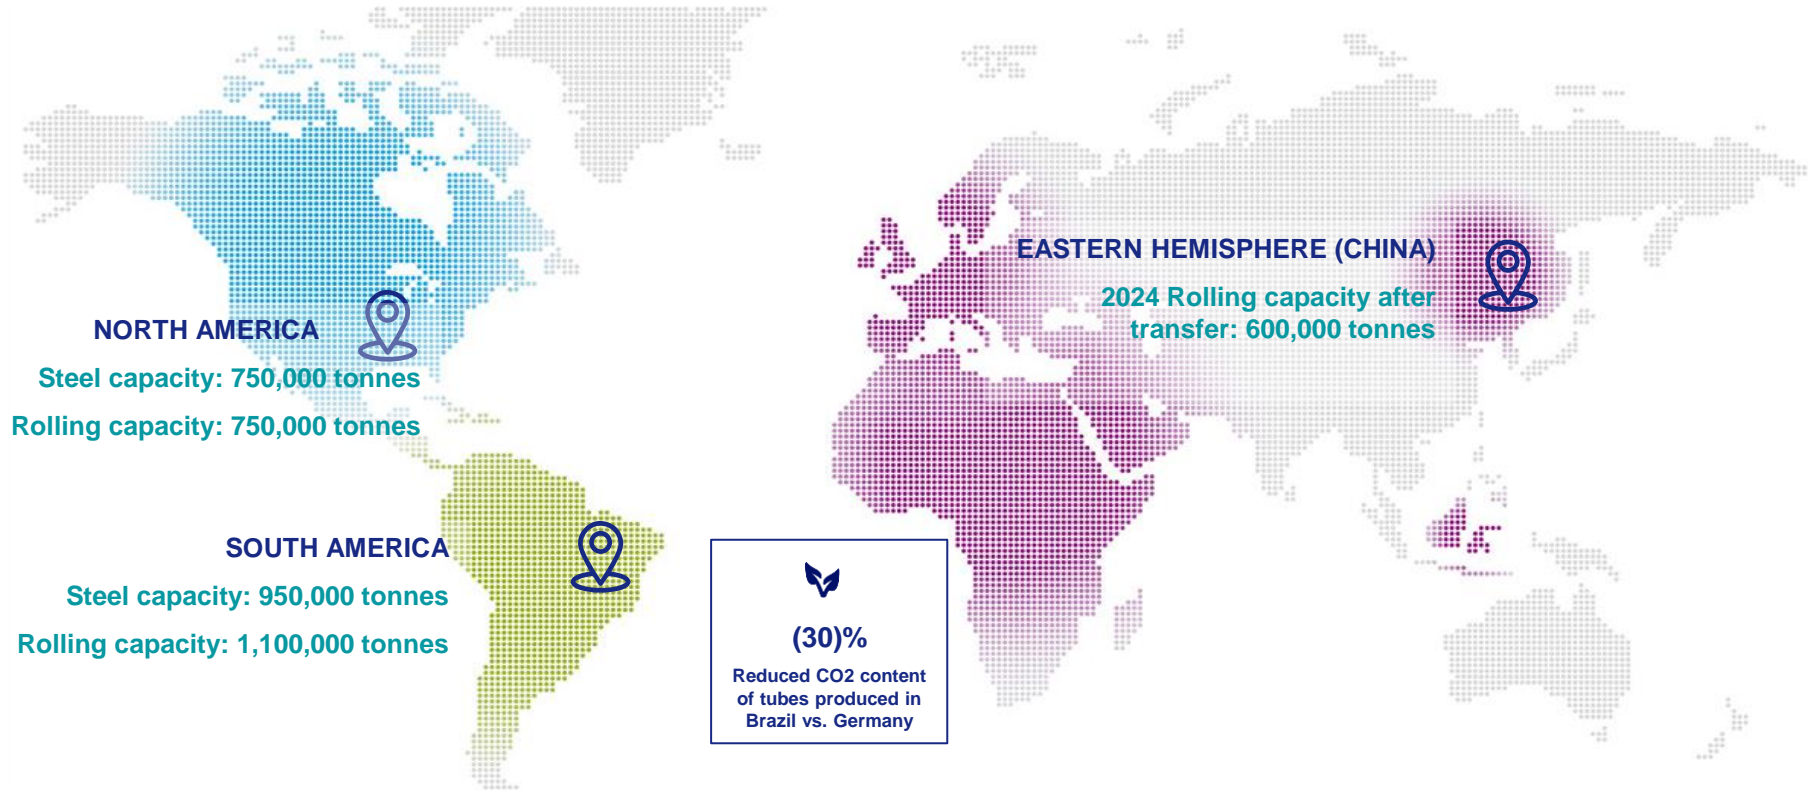 NORTH AMERICA
Steel capacity: 750,000 tonnes
Rolling capacity: 750,000 tonnes
SOUTH AMERICA
Steel capacity: 950,000 tonnes
Rolling capacity: 1,100,000 tonnes
(30)%
Reduced CO2 content
of tubes produced in
Brazil vs. Germany
EASTERN HEMISPHERE (CHINA)
2024 Rolling capacity after
transfer: 600,000 tonnes